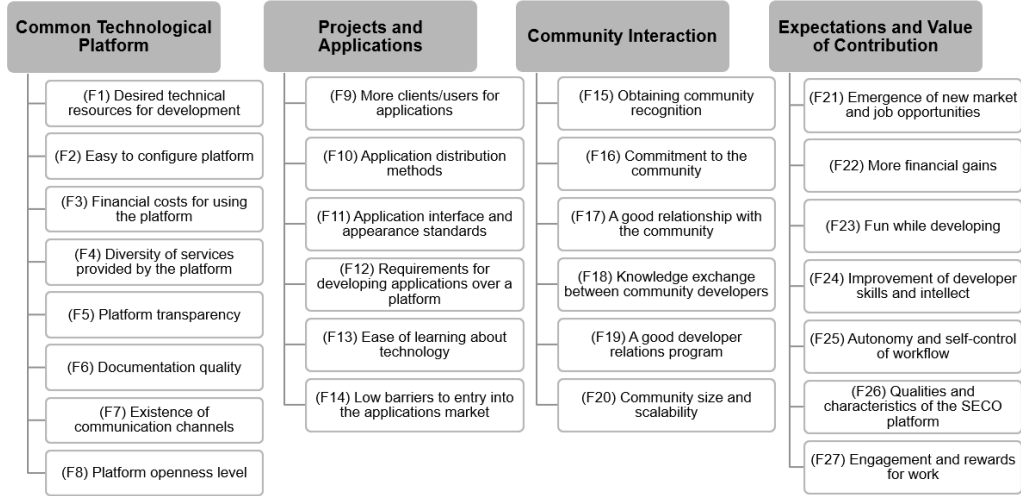 Common Technological
Platform
(F1) Desired technical
resources for development
(F2) Easy to configure platform
(F3) Financial costs for using
the platform
(F4) Diversity of services
provided by the platform
(F5) Platform transparency
(F6) Documentation quality
(F7) Existence of
communication channels
(F8) Platform openness level
Projects and
Applications
(F9) More clients/users for
applications
(F10) Application distribution
methods
(F11) Application interface and
appearance standards
(F12) Requirements for
developing applications over a
platform
(F13) Ease of learning about
technology
(F14) Low barriers to entry into
the applications market
Community Interaction
(F15) Obtaining community
recognition
(F16) Commitment to the
community
(F17) A good relationship with
the community
(F18) Knowledge exchange
between community developers
(F19) A good developer
relations program
(F20) Community size and
scalability
Expectations and Value
of Contribution
(F21) Emergence of new market
and job opportunities
(F22) More financial gains
(F23) Fun while developing
(F24) Improvement of developer
skills and intellect
(F25) Autonomy and self-control
of workflow
(F26) Qualities and
characteristics of the SECO
platform
(F27) Engagement and rewards
for work